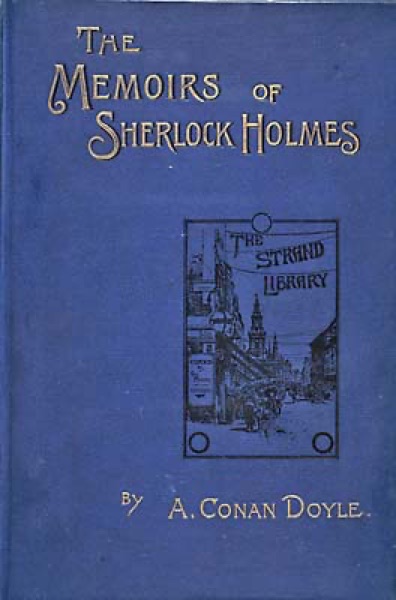 THE
MEMOIRS OF
SHERLOCK HOLMES
THE
STRAND
LIBRARY
BY A. CONAN DOYLE.